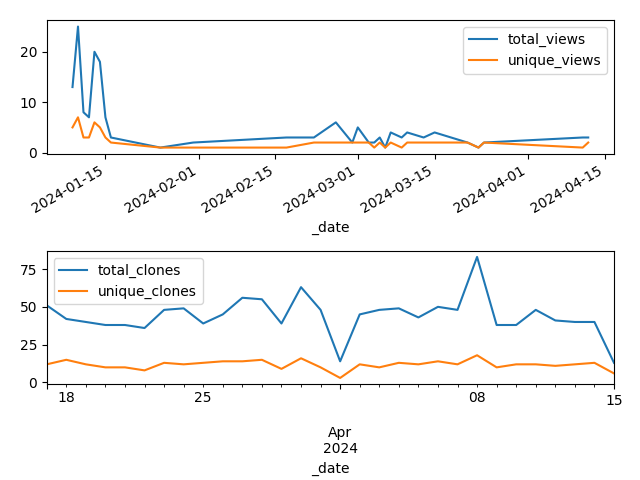 20
10
0
total_views
unique_views
2024-01-15
2024-02-01
2024-02-15
2024-03-01
2024-03-15
2024-04-01
2024-04-15
_date
75
50
25
0
total_clones
unique_clones
18
25
08
15
Apr
2024
_date